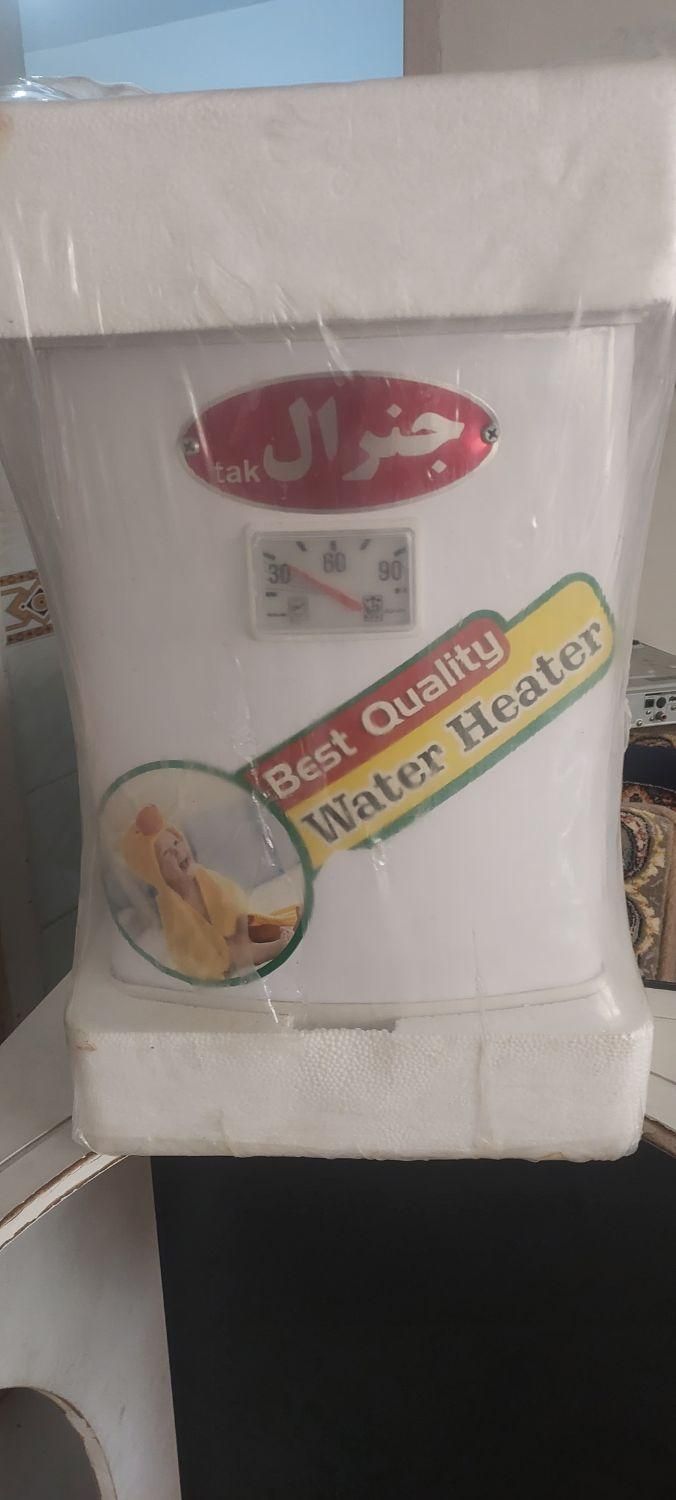 جنرال
tak
30 60 90
Best Quality
Water Heater